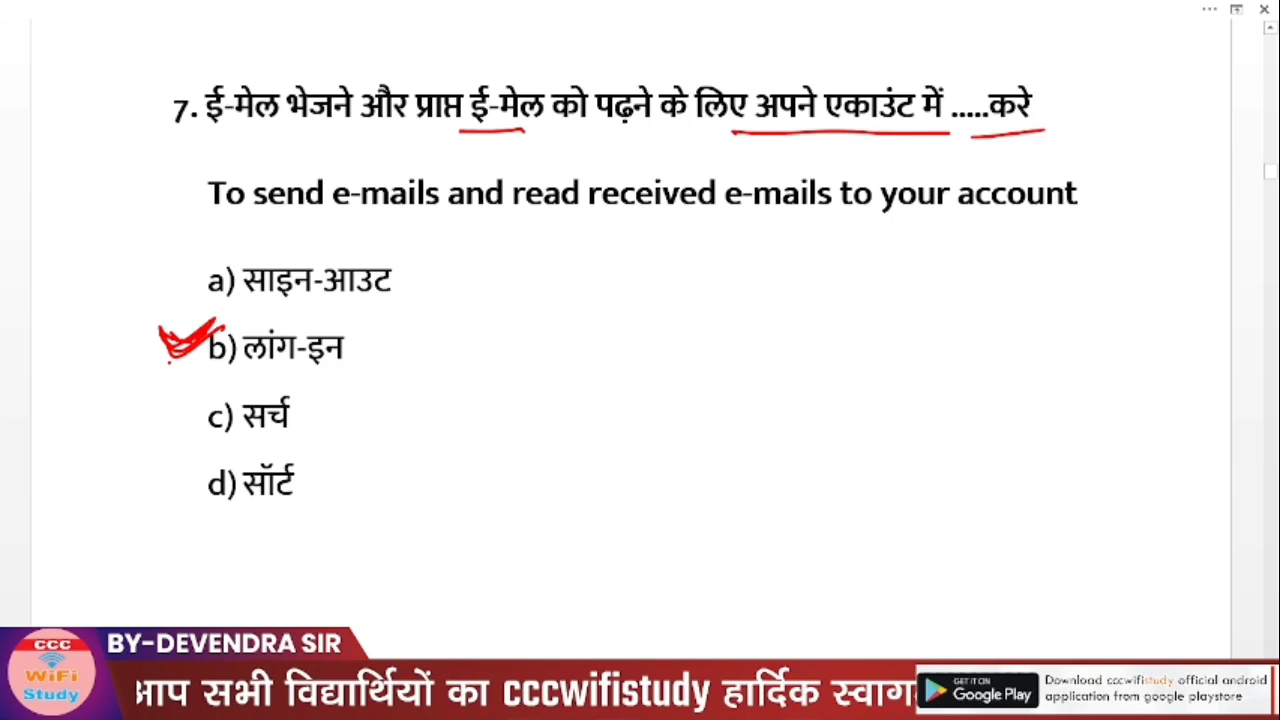 7. ई-मेल भेजने और प्राप्त ई-मेल को पढ़ने के लिए अपने एकाउंट में .....करे
To send e-mails and read received e-mails to your account
a) साइन-आउट
b) लांग-इन
c) सर्च
d) सॉर्ट
BY-DEVENDRA SIR
CCC
WiFi
Study
आप सभी विद्यार्थियों का cccwifistudy हार्दिक
GET IT ON
Google Play
Download cccwifistudy official android
application from google playstore